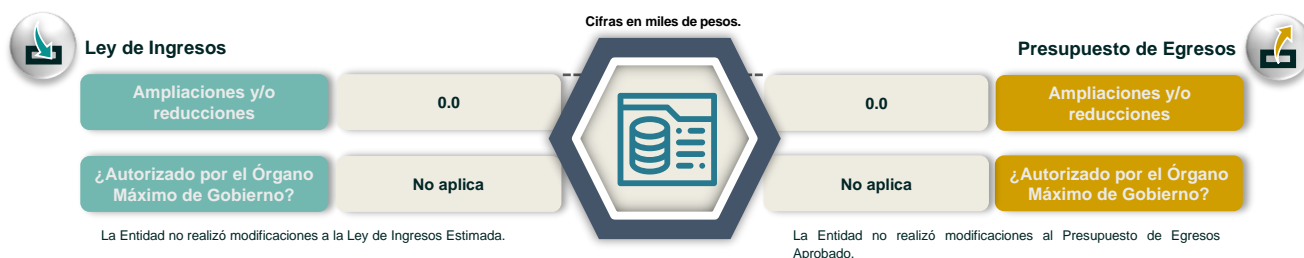 Cifras en miles de pesos.
Ley de Ingresos
Presupuesto de Egresos
Ampliaciones y/o
reducciones
0.0
0.0
Ampliaciones y/o
reducciones
¿Autorizado por el Órgano
Máximo de Gobierno?
No aplica
No aplica
¿Autorizado por el Órgano
Máximo de Gobierno?
La Entidad no realizó modificaciones a la Ley de Ingresos Estimada.
La Entidad no realizó modificaciones al Presupuesto de Egresos
Aprobado.